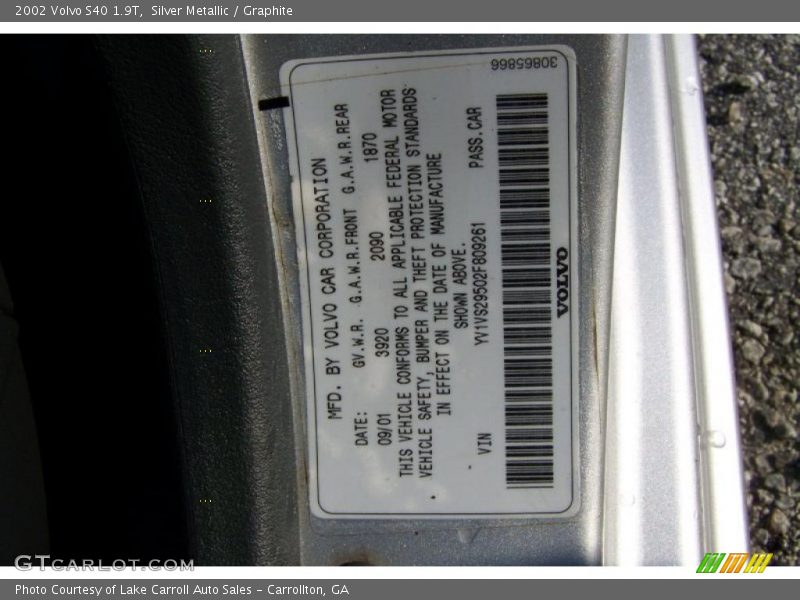 2002 Volvo S40 1.9T, Silver Metallic / Graphite
30865866
MFD. BY VOLVO CAR CORPORATION
DATE: GV.W.R. G.A.W.R.FRONT G.A.W.R.REAR
09/01 3920 2090 1870
THIS VEHICLE CONFORMS TO ALL APPLICABLE FEDERAL MOTOR
VEHICLE SAFETY, BUMPER AND THEFT PROTECTION STANDARDS
IN EFFECT ON THE DATE OF MANUFACTURE
SHOWN ABOVE.
VIN YV1VS29502F809261 PASS.CAR
VOLVO
GTCARLOT.COM
Photo Courtesy of Lake Carroll Auto Sales - Carrollton, GA